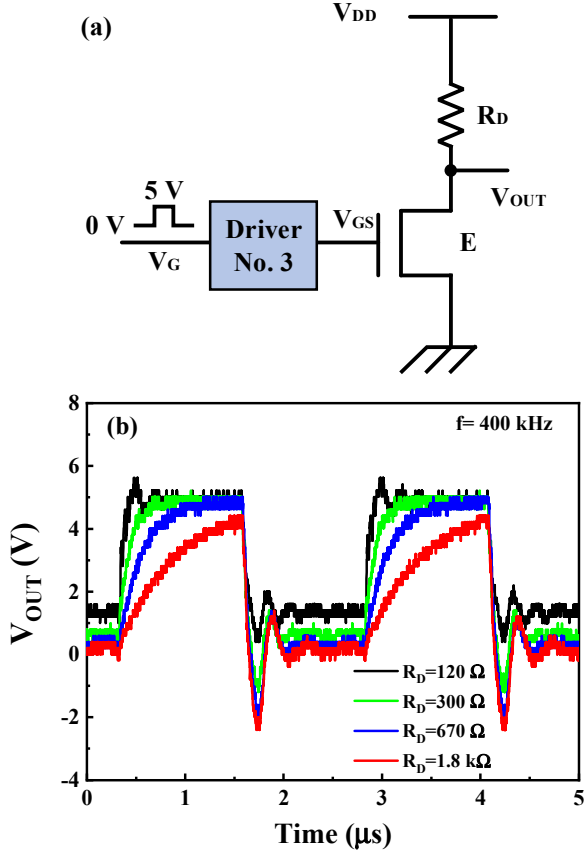 (a)
VDD
RD
5 V
0 V
VG
Driver
No. 3
VGS
VOUT
E
(b)
f= 400 kHz
8
6
4
2
0
-2
-4
VOUT (V)
RD=120 Ω
RD=300 Ω
RD=670 Ω
RD=1.8 kΩ
0 1 2 3 4 5
Time (μs)